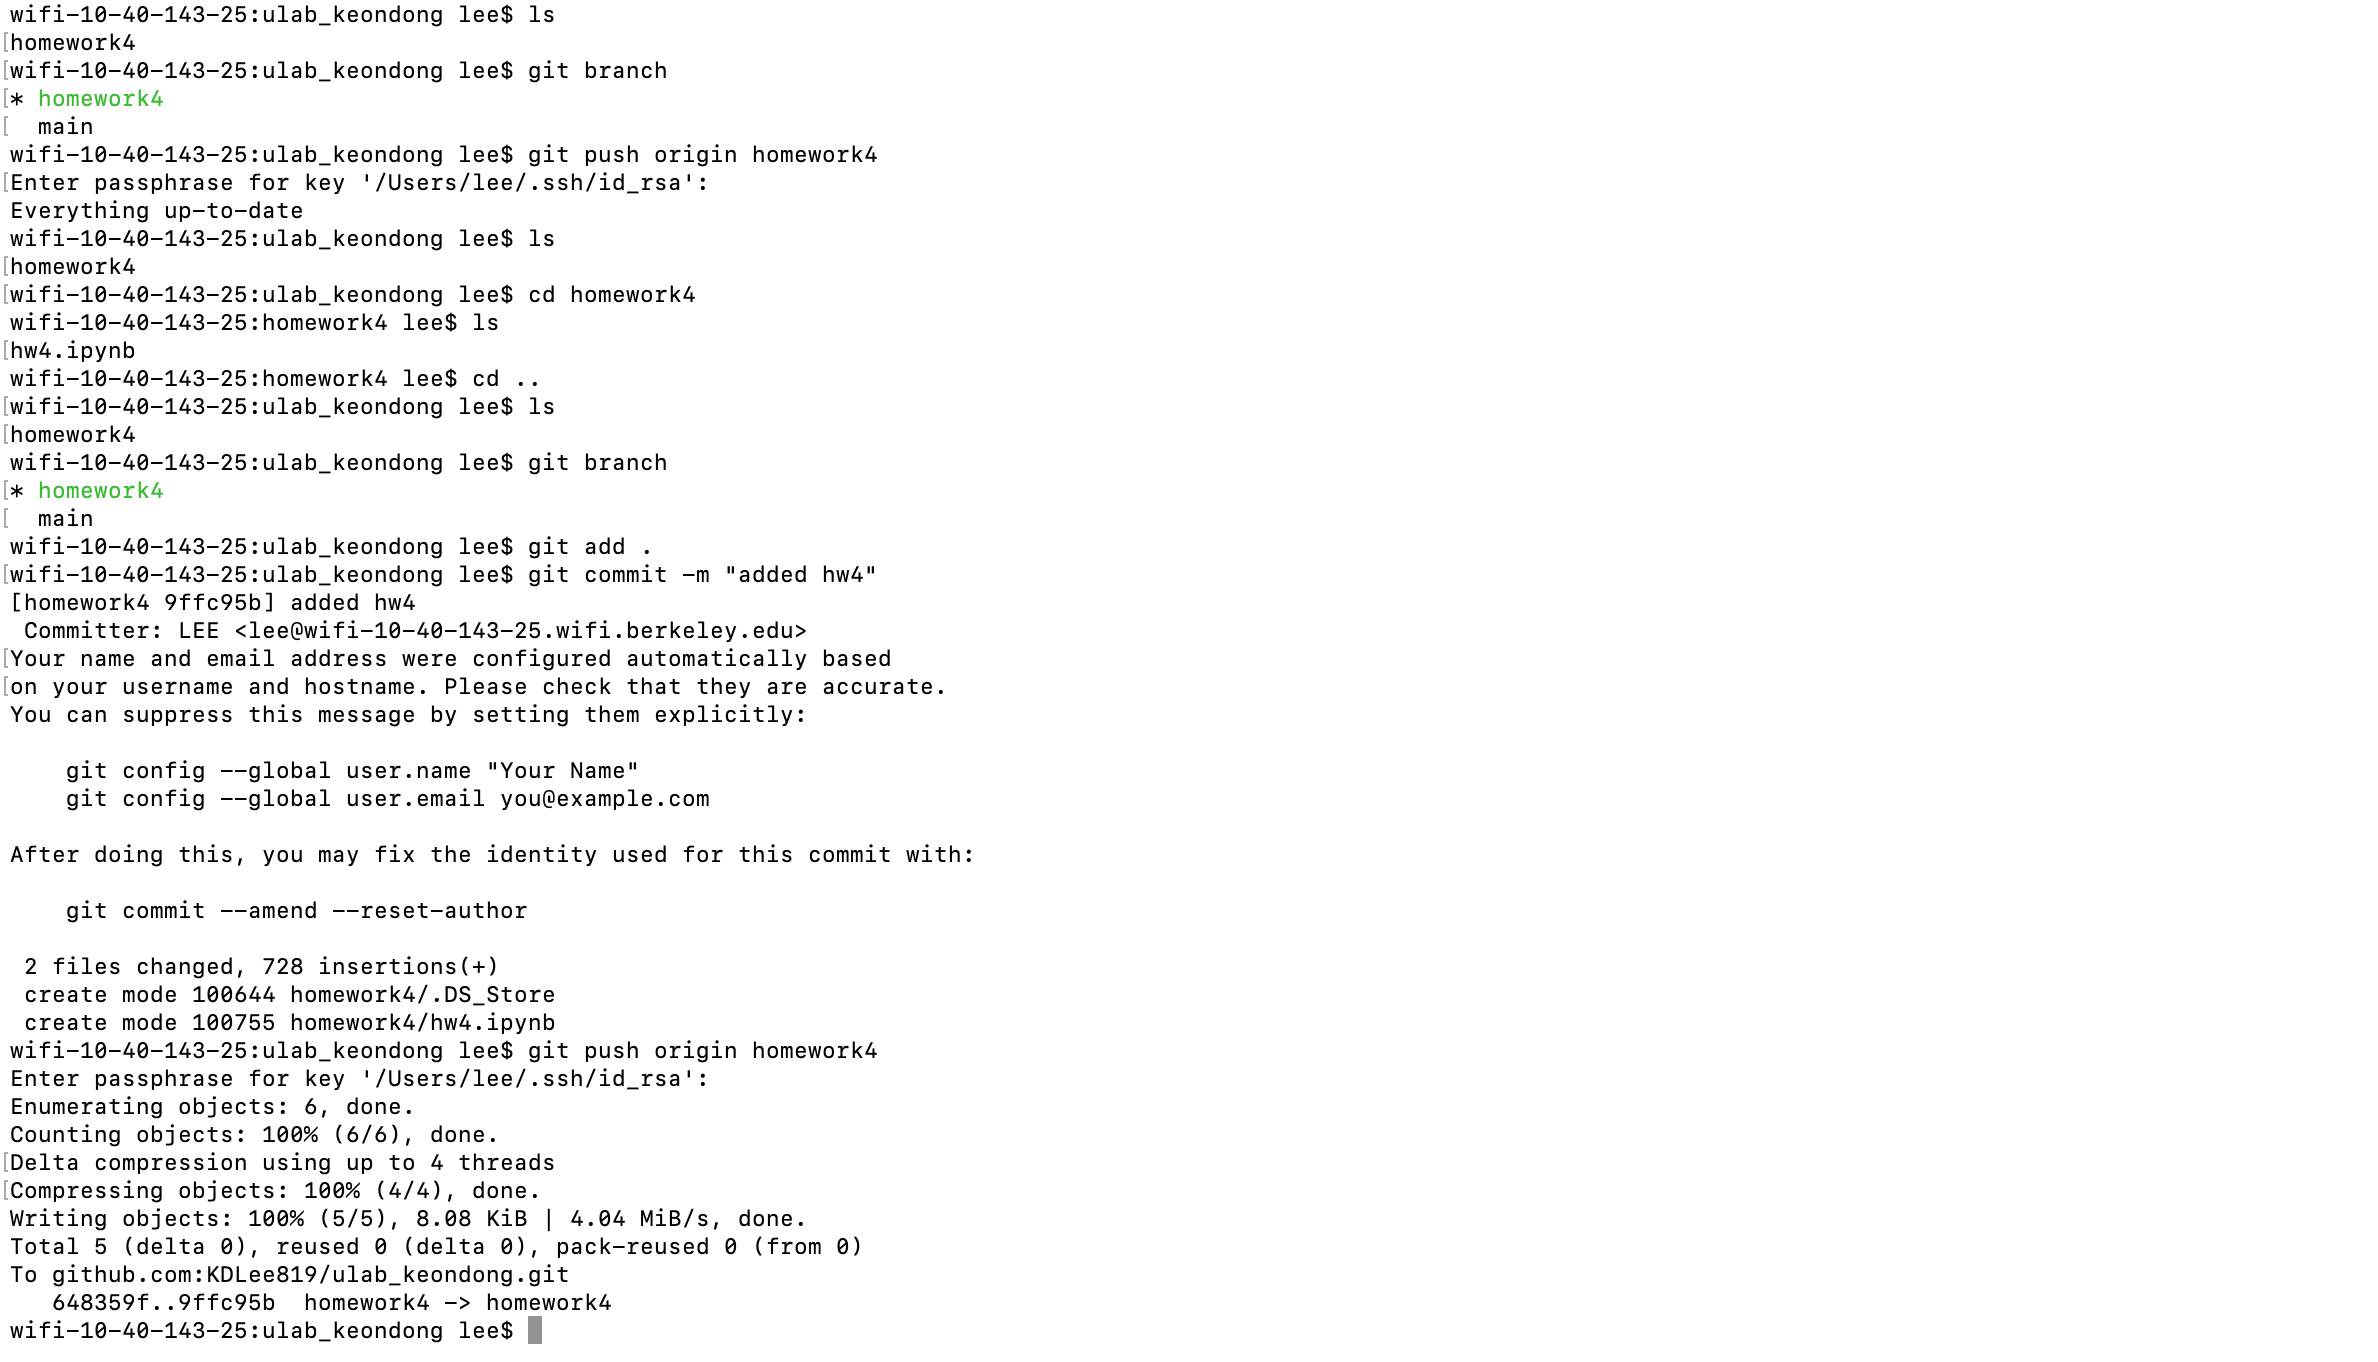 wifi-10-40-143-25:ulab_keondong lee$ ls
[homework4
[wifi-10-40-143-25:ulab_keondong lee$ git branch
[* homework4
[  main
wifi-10-40-143-25:ulab_keondong lee$ git push origin homework4
[Enter passphrase for key '/Users/lee/.ssh/id_rsa':
Everything up-to-date
wifi-10-40-143-25:ulab_keondong lee$ ls
[homework4
[wifi-10-40-143-25:ulab_keondong lee$ cd homework4
wifi-10-40-143-25:homework4 lee$ ls
[hw4.ipynb
wifi-10-40-143-25:homework4 lee$ cd ..
[wifi-10-40-143-25:ulab_keondong lee$ ls
[homework4
wifi-10-40-143-25:ulab_keondong lee$ git branch
[* homework4
[  main
wifi-10-40-143-25:ulab_keondong lee$ git add .
[wifi-10-40-143-25:ulab_keondong lee$ git commit -m "added hw4"
[homework4 9ffc95b] added hw4
 Committer: LEE <lee@wifi-10-40-143-25.wifi.berkeley.edu>
[Your name and email address were configured automatically based
[on your username and hostname. Please check that they are accurate.
You can suppress this message by setting them explicitly:

    git config --global user.name "Your Name"
    git config --global user.email you@example.com

After doing this, you may fix the identity used for this commit with:

    git commit --amend --reset-author

 2 files changed, 728 insertions(+)
 create mode 100644 homework4/.DS_Store
 create mode 100755 homework4/hw4.ipynb
wifi-10-40-143-25:ulab_keondong lee$ git push origin homework4
Enter passphrase for key '/Users/lee/.ssh/id_rsa':
Enumerating objects: 6, done.
Counting objects: 100% (6/6), done.
[Delta compression using up to 4 threads
[Compressing objects: 100% (4/4), done.
Writing objects: 100% (5/5), 8.08 KiB | 4.04 MiB/s, done.
Total 5 (delta 0), reused 0 (delta 0), pack-reused 0 (from 0)
To github.com:KDLee819/ulab_keondong.git
   648359f..9ffc95b  homework4 -> homework4
wifi-10-40-143-25:ulab_keondong lee$